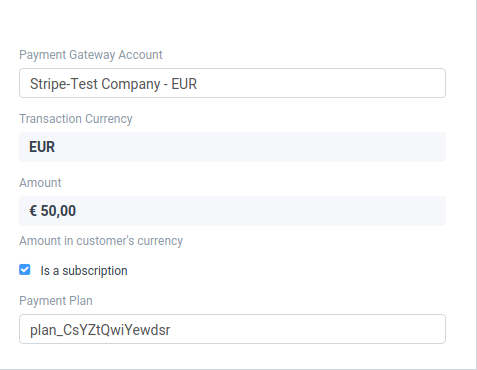 Payment Gateway Account
Stripe-Test Company - EUR
Transaction Currency
EUR
Amount
€ 50,00
Amount in customer's currency
Is a subscription
Payment Plan
plan_CsYZtQwiYewdsr